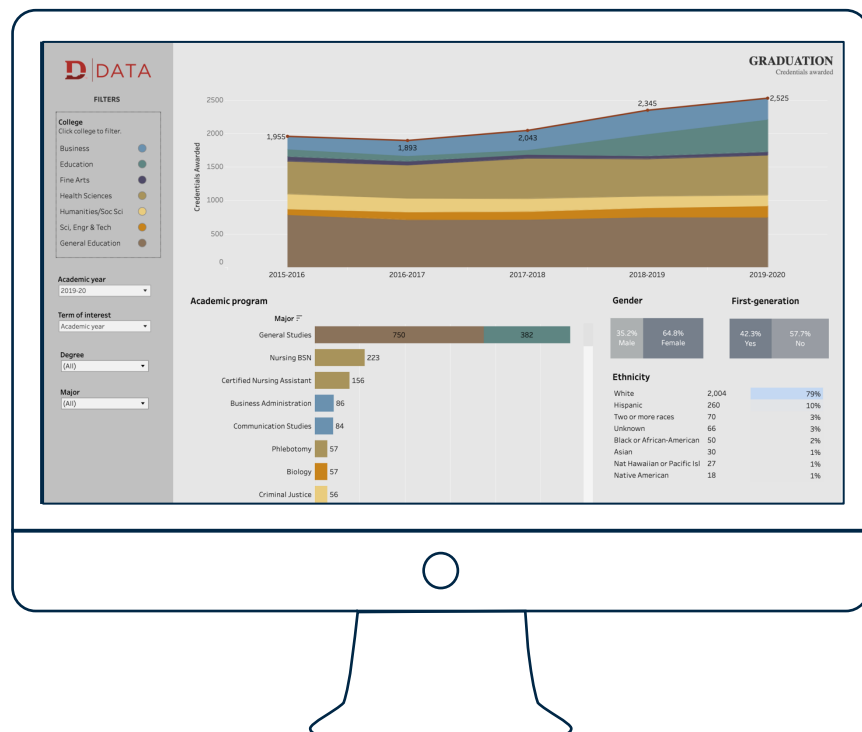 D DATA
FILTERS
College
Click college to filter.
Business
Education
Fine Arts
Health Sciences
Humanities/Soc Sci
Sci, Engr & Tech
General Education
Academic year
2019-20
Term of interest
Academic year
Degree
(All)
Major
(All)
GRADUATION
Credentials awarded
Credentials Awarded
2500
2000
1500
1000
500
0
1,955
1,893
2,043
2,345
2,525
2015-2016
2016-2017
2017-2018
2018-2019
2019-2020
Academic program
Major
General Studies 750 382
Nursing BSN 223
Certified Nursing Assistant 156
Business Administration 86
Communication Studies 84
Phlebotomy 57
Biology 57
Criminal Justice 56
Gender
35.2% 64.8%
Male Female
First-generation
42.3% 57.7%
Yes No
Ethnicity
White 2,004 79%
Hispanic 260 10%
Two or more races 70 3%
Unknown 66 3%
Black or African-American 50 2%
Asian 30 1%
Nat Hawaiian or Pacific Isl 27 1%
Native American 18 1%